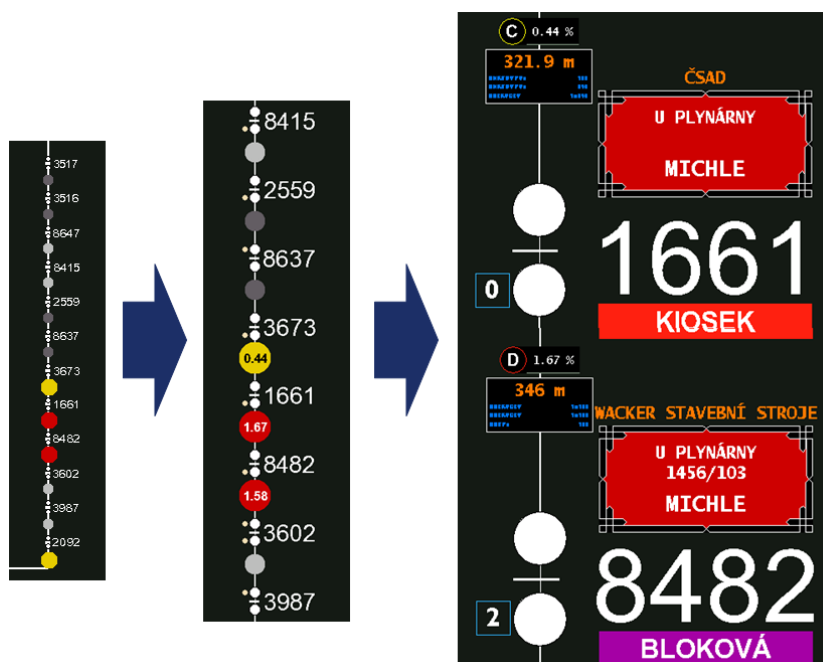 3517
3516
8647
8415
2559
8637
3673
1661
8482
3602
3987
2092
8415
2559
8637
3673
0.44
1661
1.67
8482
1.58
3602
3987
C 0.44 %
321.9 m
ČSAD
U PLYNÁRNY
MICHLE
1661
0
KIOSEK
D 1.67 %
346 m
WACKER STAVEBNÍ STROJE
U PLYNÁRNY
1456/103
MICHLE
8482
2
BLOKOVÁ